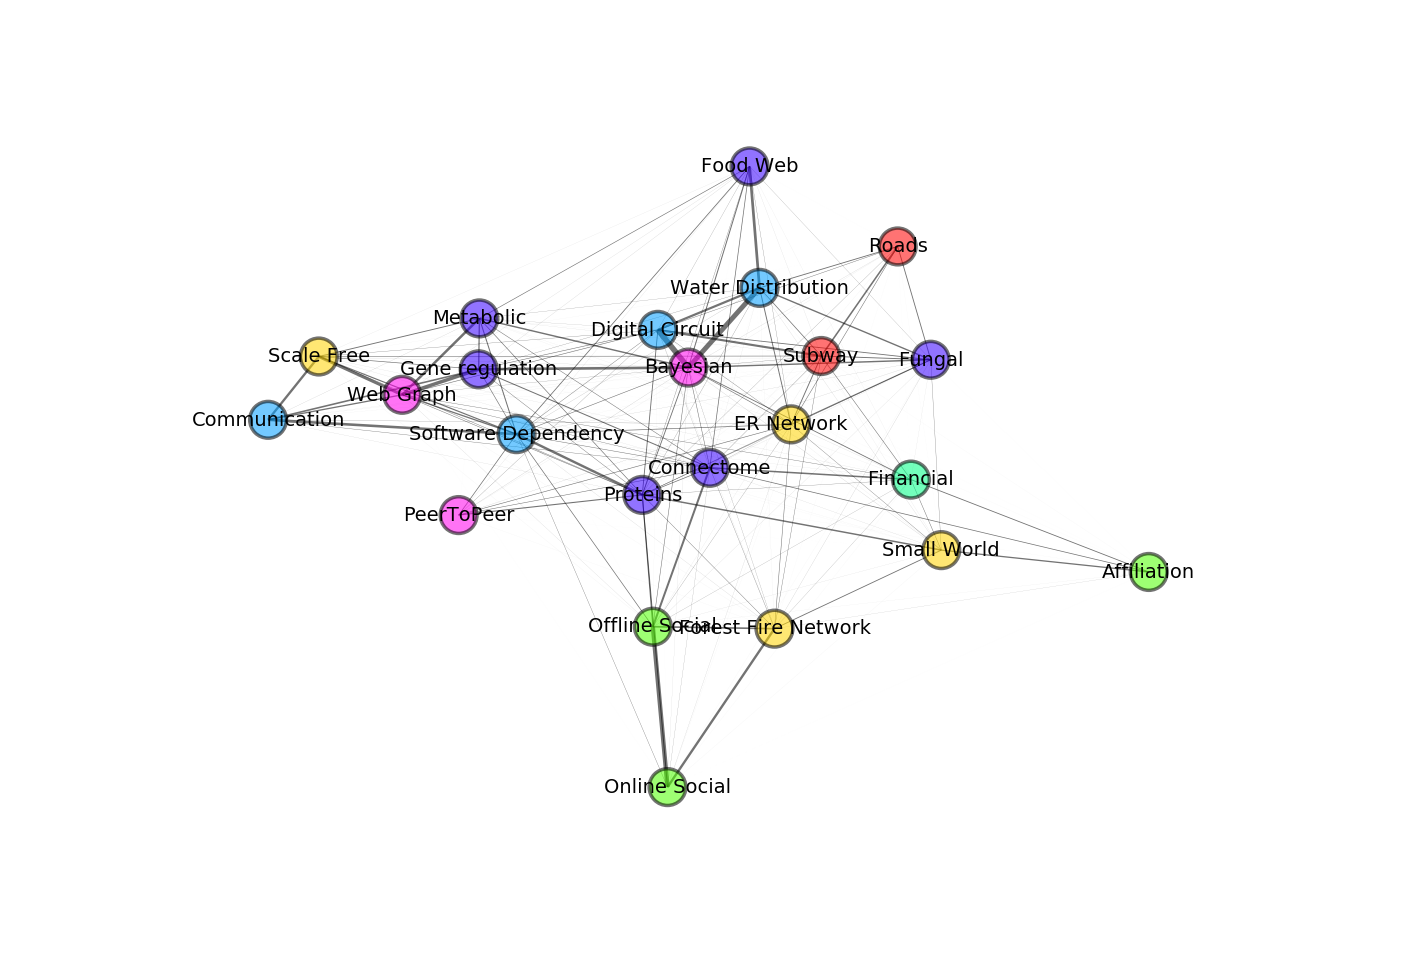 Food Web
Roads
Water Distribution
Metabolic
Digital Circuit
Scale Free
Subway
Fungal
Gene regulation
Bayesian
Web Graph
Communication
ER Network
Software Dependency
Connectome
Financial
Proteins
PeerToPeer
Small World
Affiliation
Offline Social
Forest Fire Network
Online Social